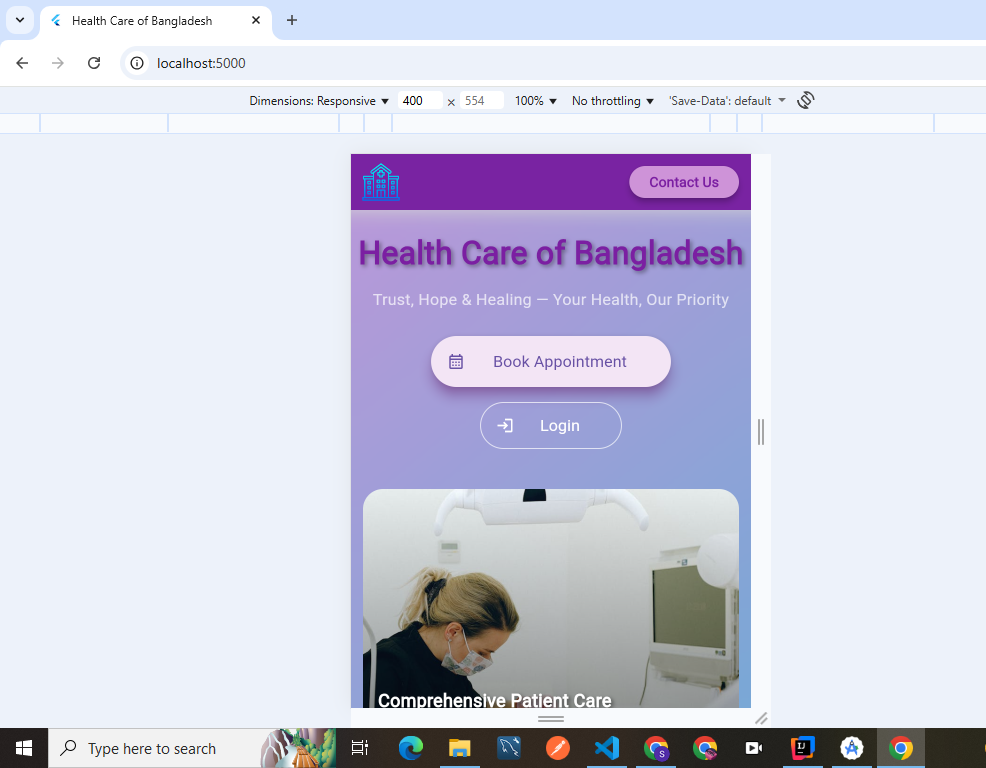 Health Care of Bangladesh
localhost:5000
Dimensions: Responsive 400 x 554 100% No throttling 'Save-Data': default
Contact Us
Health Care of Bangladesh
Trust, Hope & Healing — Your Health, Our Priority
Book Appointment
Login
Comprehensive Patient Care
Type here to search